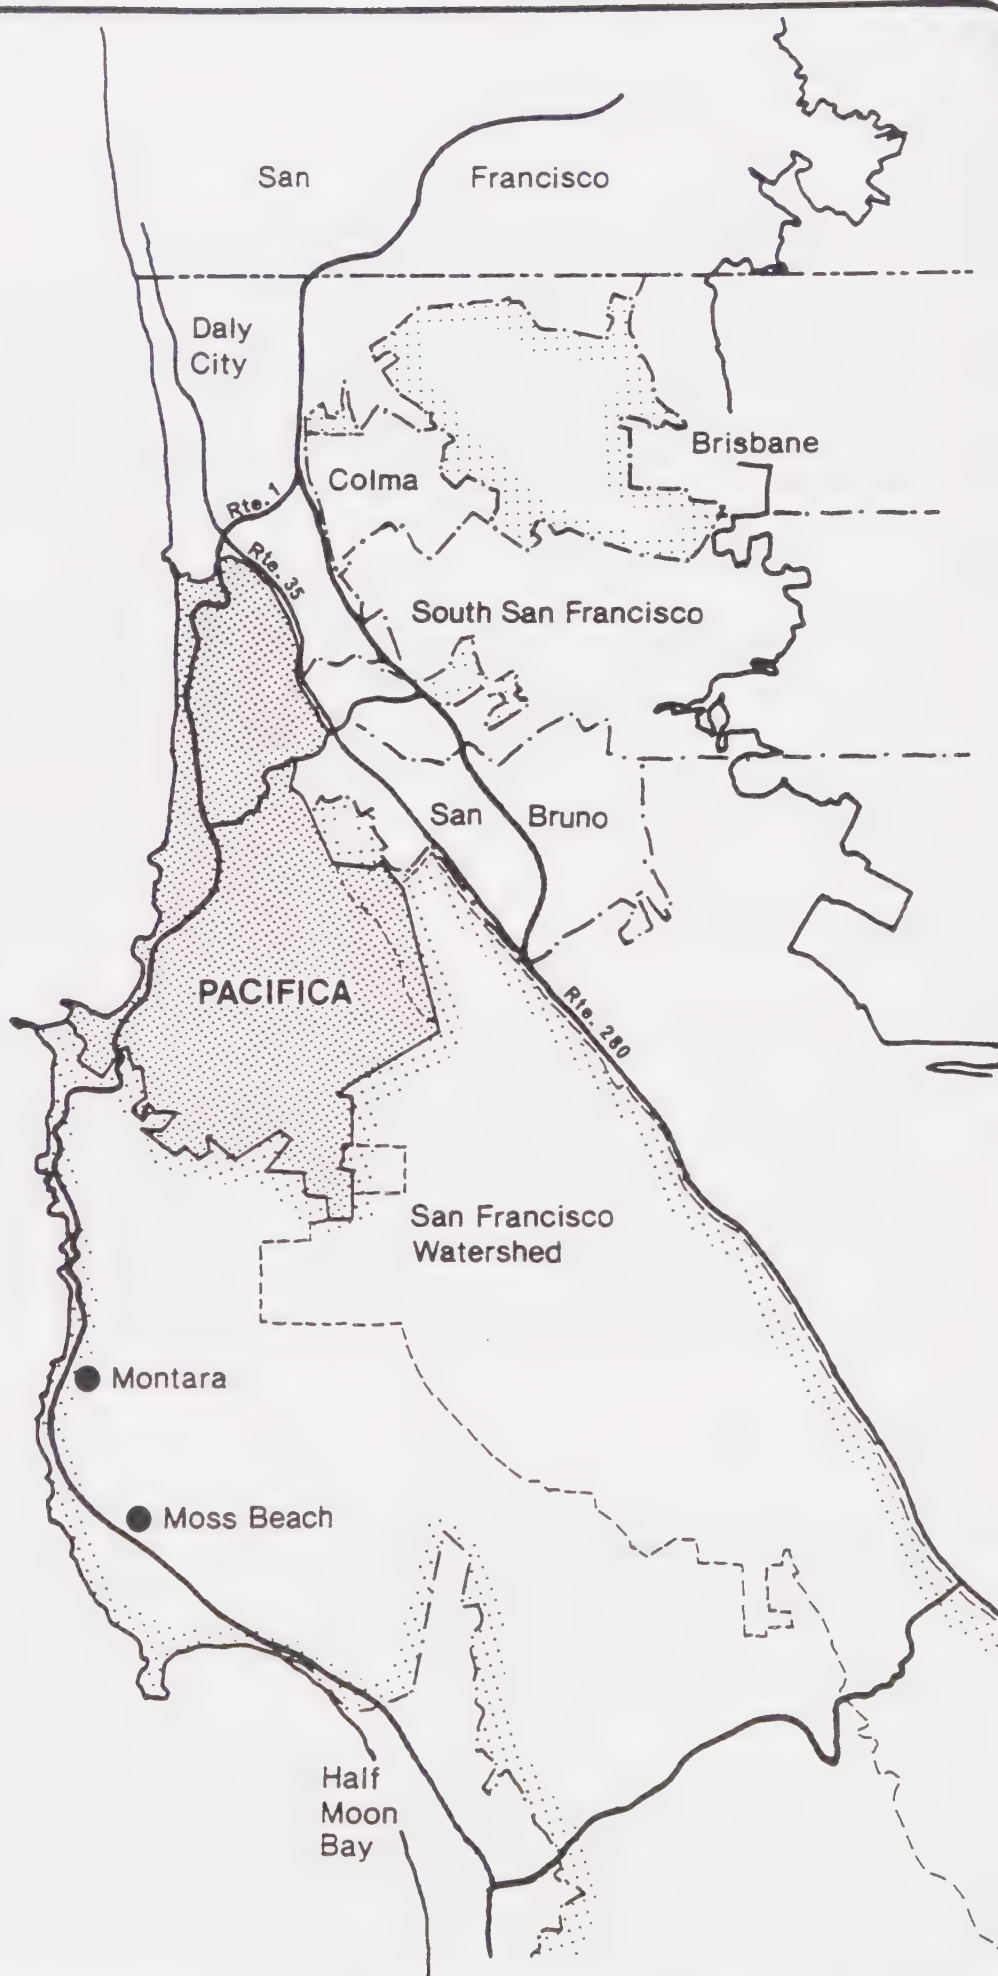 San Francisco
Daly
City
Brisbane
Colma
Rte. 1
Rte. 35
South San Francisco
San Bruno
PACIFICA
Rte. 280
San Francisco
Watershed
Montara
Moss Beach
Half
Moon
Bay